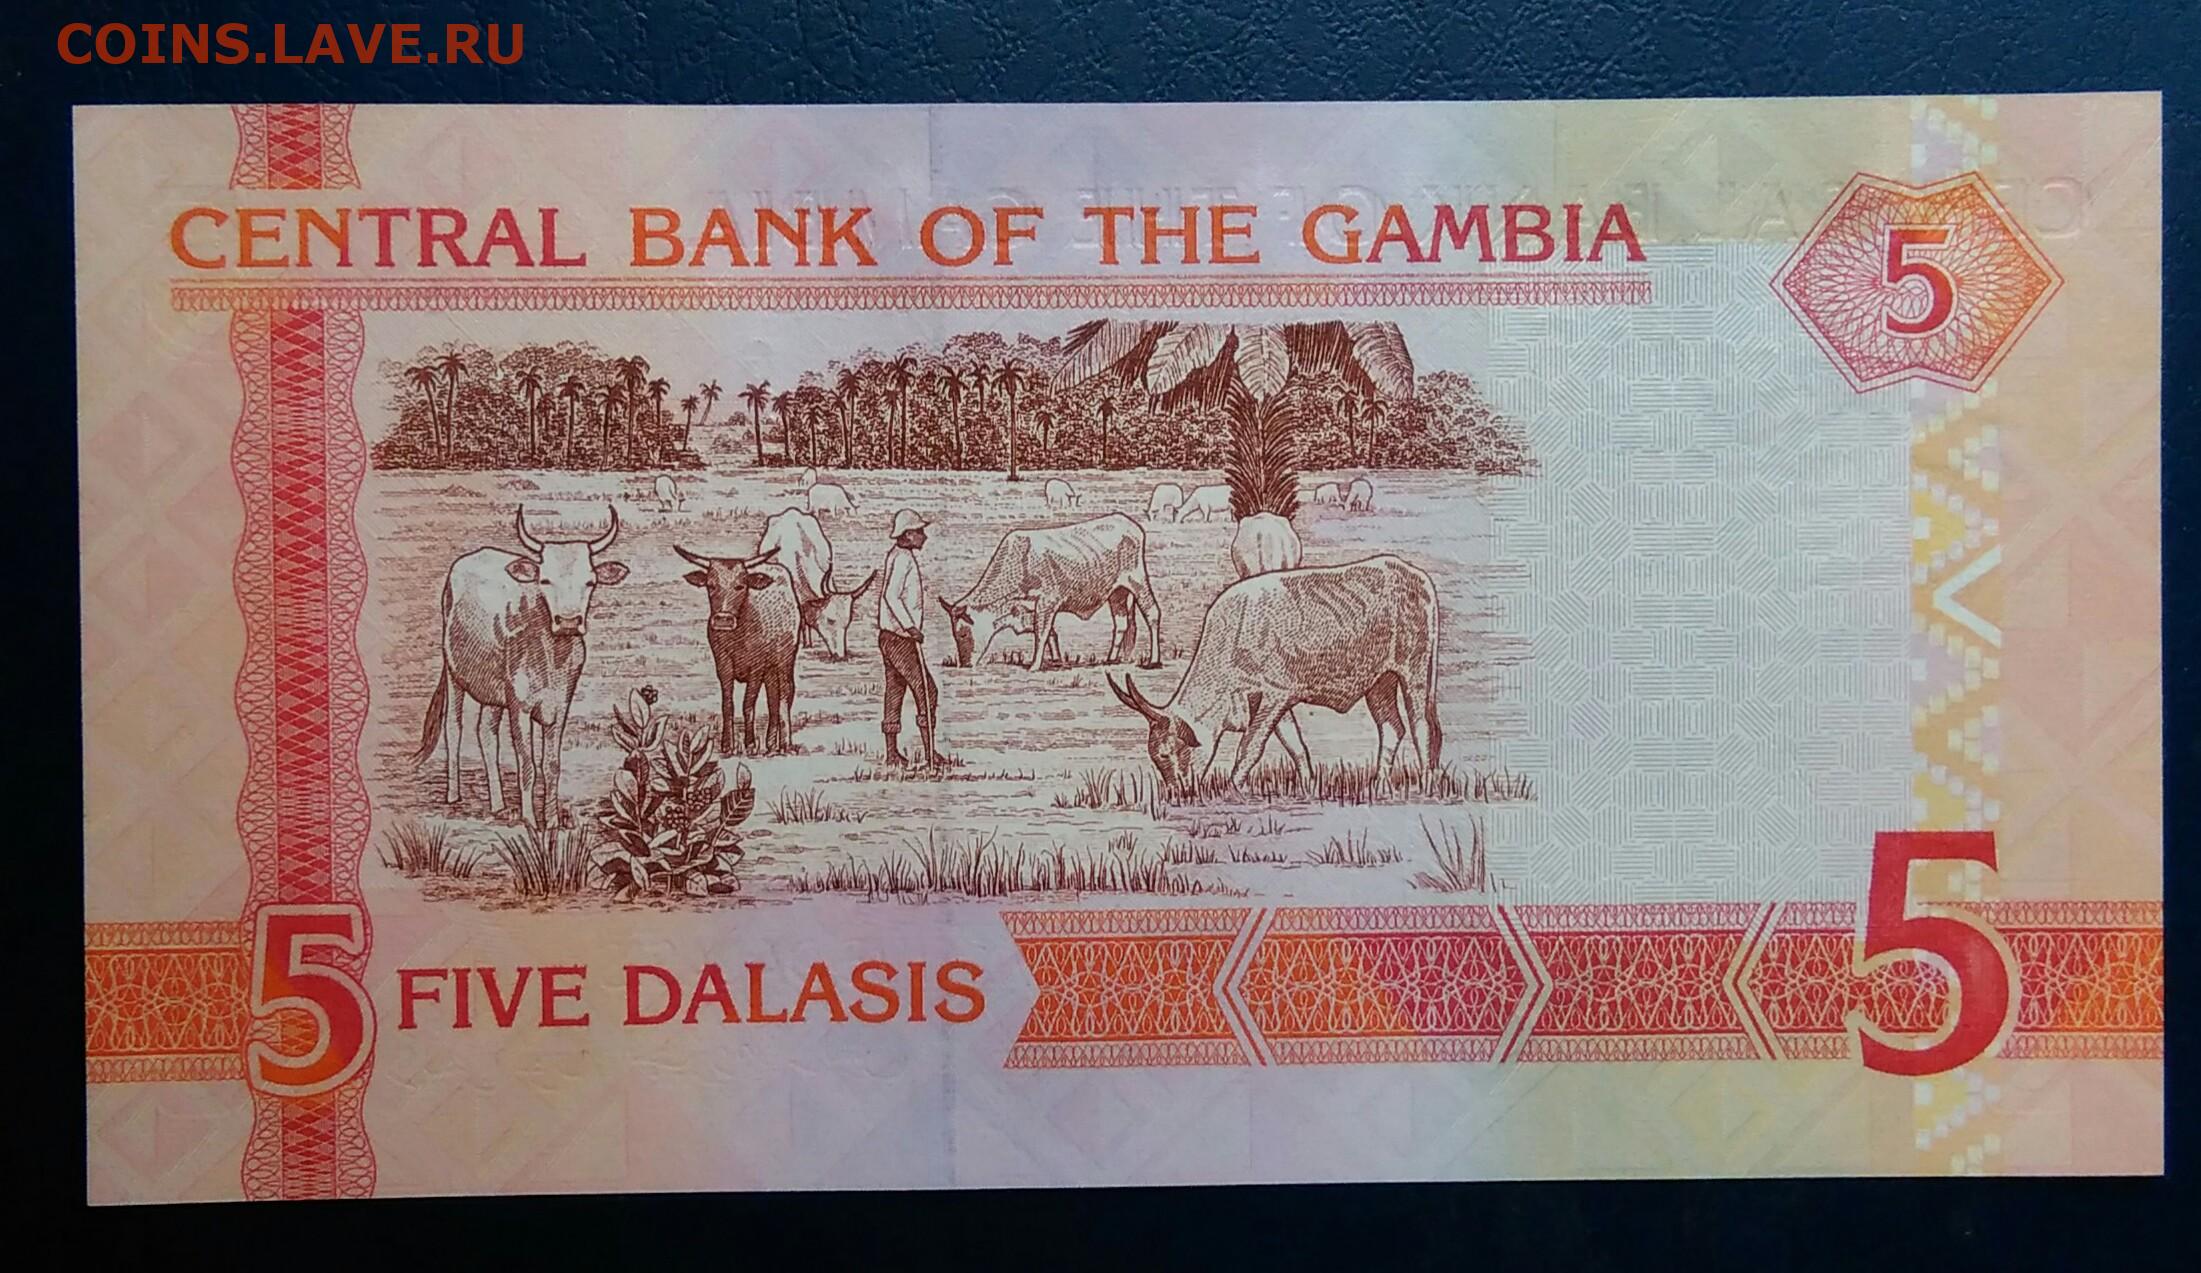 COINS.LAVE.RU
CENTRAL BANK OF THE GAMBIA
5
5
FIVE DALASIS
5